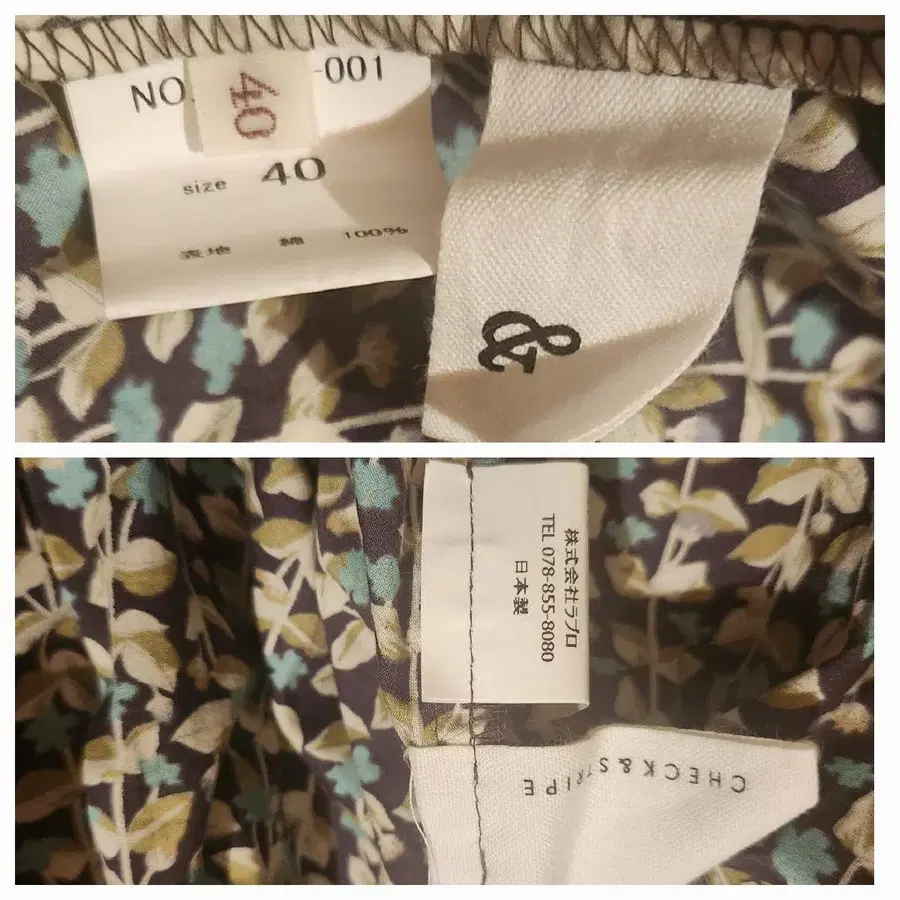 NO.
-001
40
size 40
表地 綿 100%
&
株式会社ラプロ
TEL 078-855-8080
日本製
CHECK&STRIPE